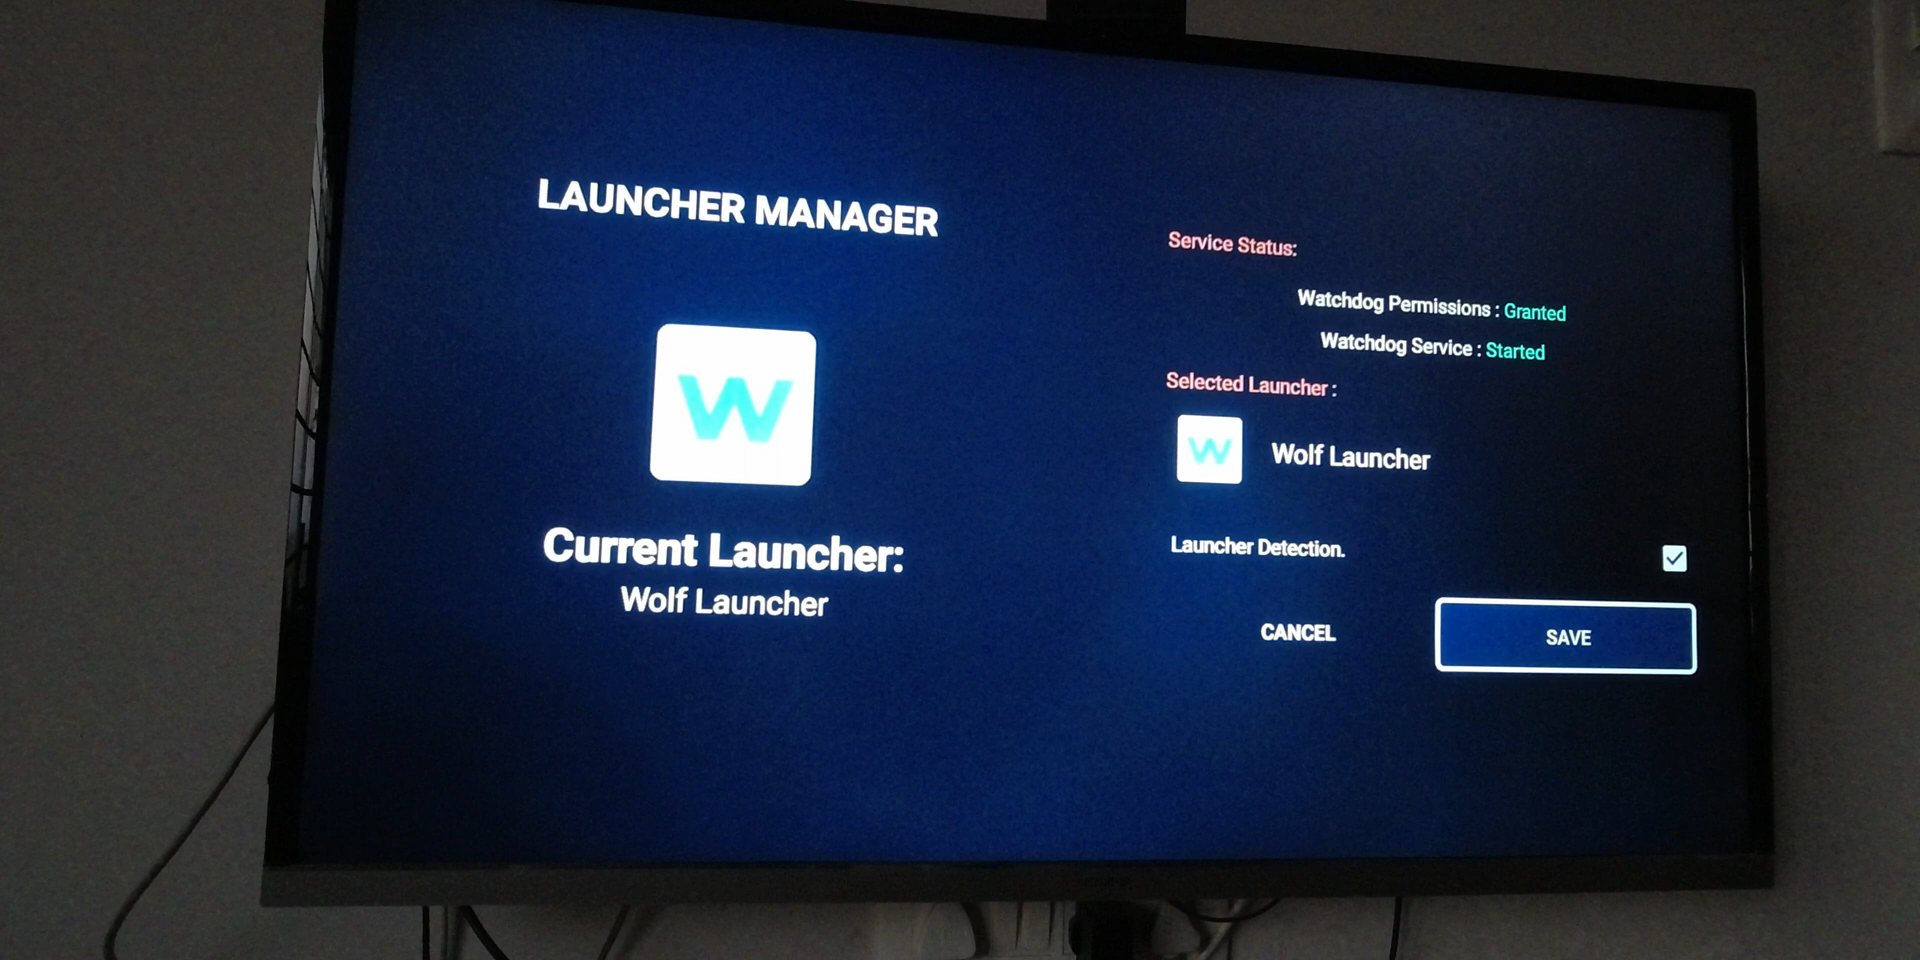 LAUNCHER MANAGER
W
Current Launcher:
Wolf Launcher
Service Status:
Watchdog Permissions : Granted
Watchdog Service : Started
Selected Launcher :
W
Wolf Launcher
Launcher Detection.
CANCEL
SAVE